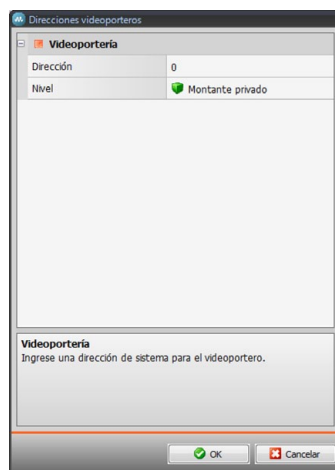 Direcciones videoporteros
Videoportería
Dirección 0
Nivel Montante privado
Videoportería
Ingrese una dirección de sistema para el videoportero.
OK Cancelar